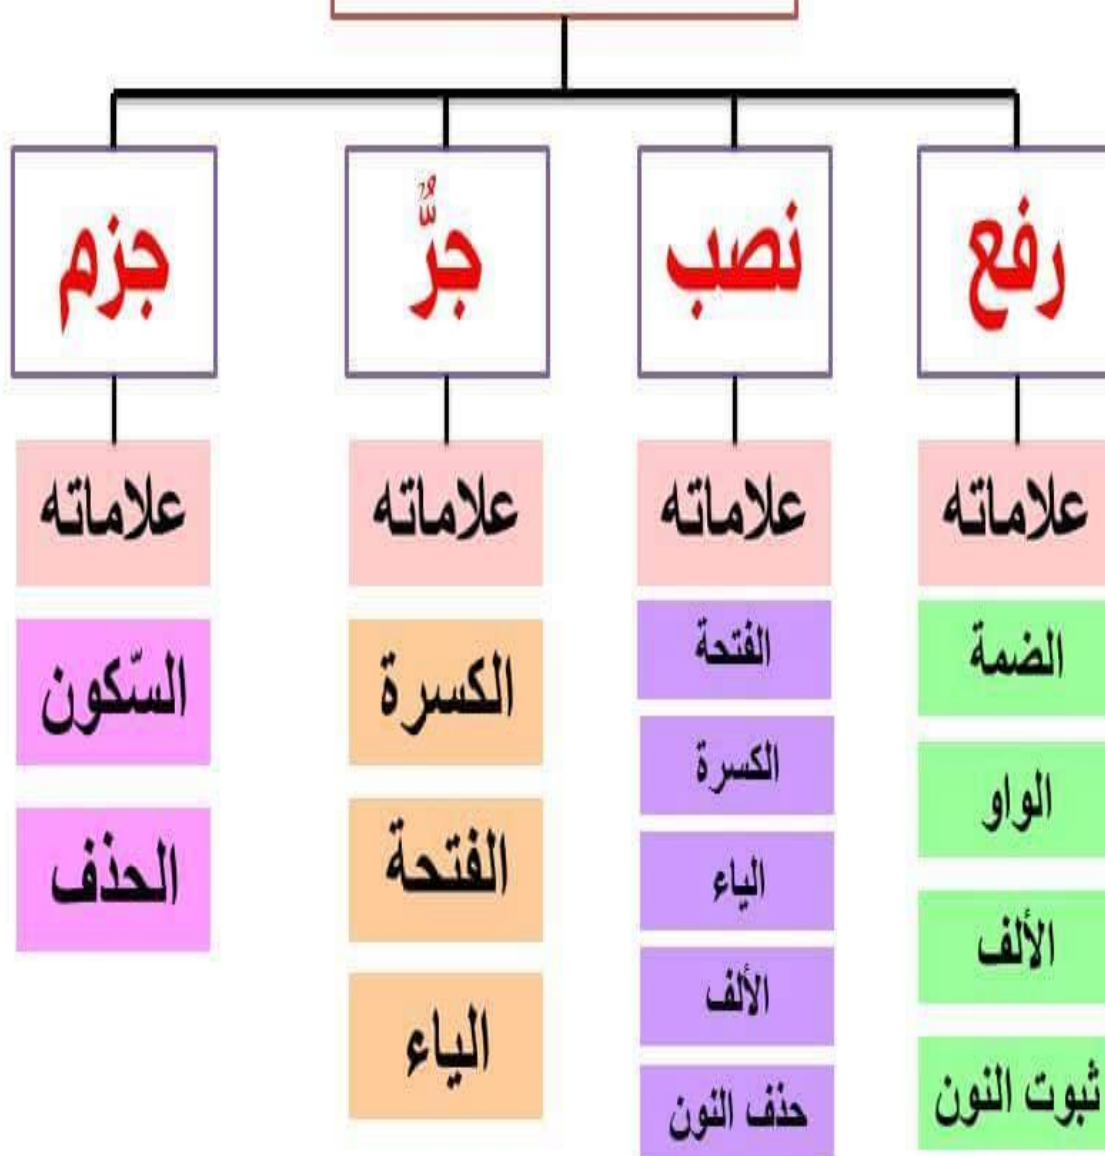 رفع
نصب
جرٌّ
جزم
علاماته
علاماته
علاماته
علاماته
الضمة
الواو
الألف
ثبوت النون
الفتحة
الكسرة
الياء
الألف
حذف النون
الكسرة
الفتحة
الياء
السّكون
الحذف